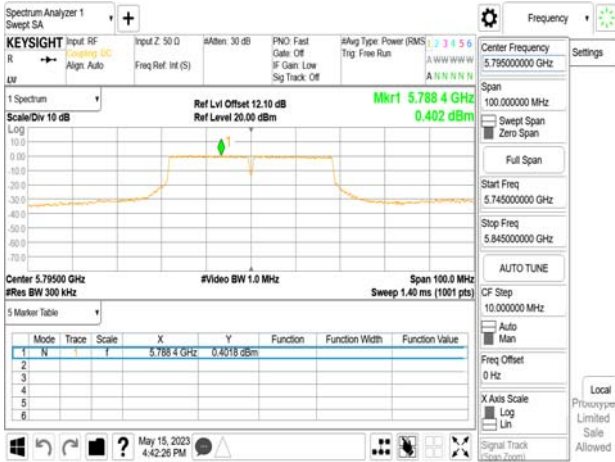 Spectrum Analyzer 1
Swept SA
Frequency
KEYSIGHT
R
Input: RF
Coupling: DC
Align: Auto
Input Z: 50 Ω
Freq Ref: Int (S)
#Atten: 30 dB
PNO: Fast
Gate: Off
IF Gain: Low
Sig Track: Off
#Avg Type: Power (RMS
Trig: Free Run
1 2 3 4 5 6
A W W W W W
A N N N N N
1 Spectrum
Scale/Div 10 dB
Log
Ref Lvl Offset 12.10 dB
Ref Level 20.00 dBm
Mkr1 5.788 4 GHz
0.402 dBm
10.0
0.00
-10.0
-20.0
-30.0
-40.0
-50.0
-60.0
-70.0
1
Center 5.79500 GHz
#Res BW 300 kHz
#Video BW 1.0 MHz
Span 100.0 MHz
Sweep 1.40 ms (1001 pts)
5 Marker Table
Mode Trace Scale X Y Function Function Width Function Value
1 N 1 f 5.788 4 GHz 0.4018 dBm
2
3
4
5
6
May 15, 2023
4:42:26 PM
Center Frequency
5.795000000 GHz
Settings
Span
100.000000 MHz
Swept Span
Zero Span
Full Span
Start Freq
5.745000000 GHz
Stop Freq
5.845000000 GHz
AUTO TUNE
CF Step
10.000000 MHz
Auto
Man
Freq Offset
0 Hz
X Axis Scale
Log
Lin
Signal Track
(Span Zoom)
Local
Prototype
Limited
Sale
Allowed